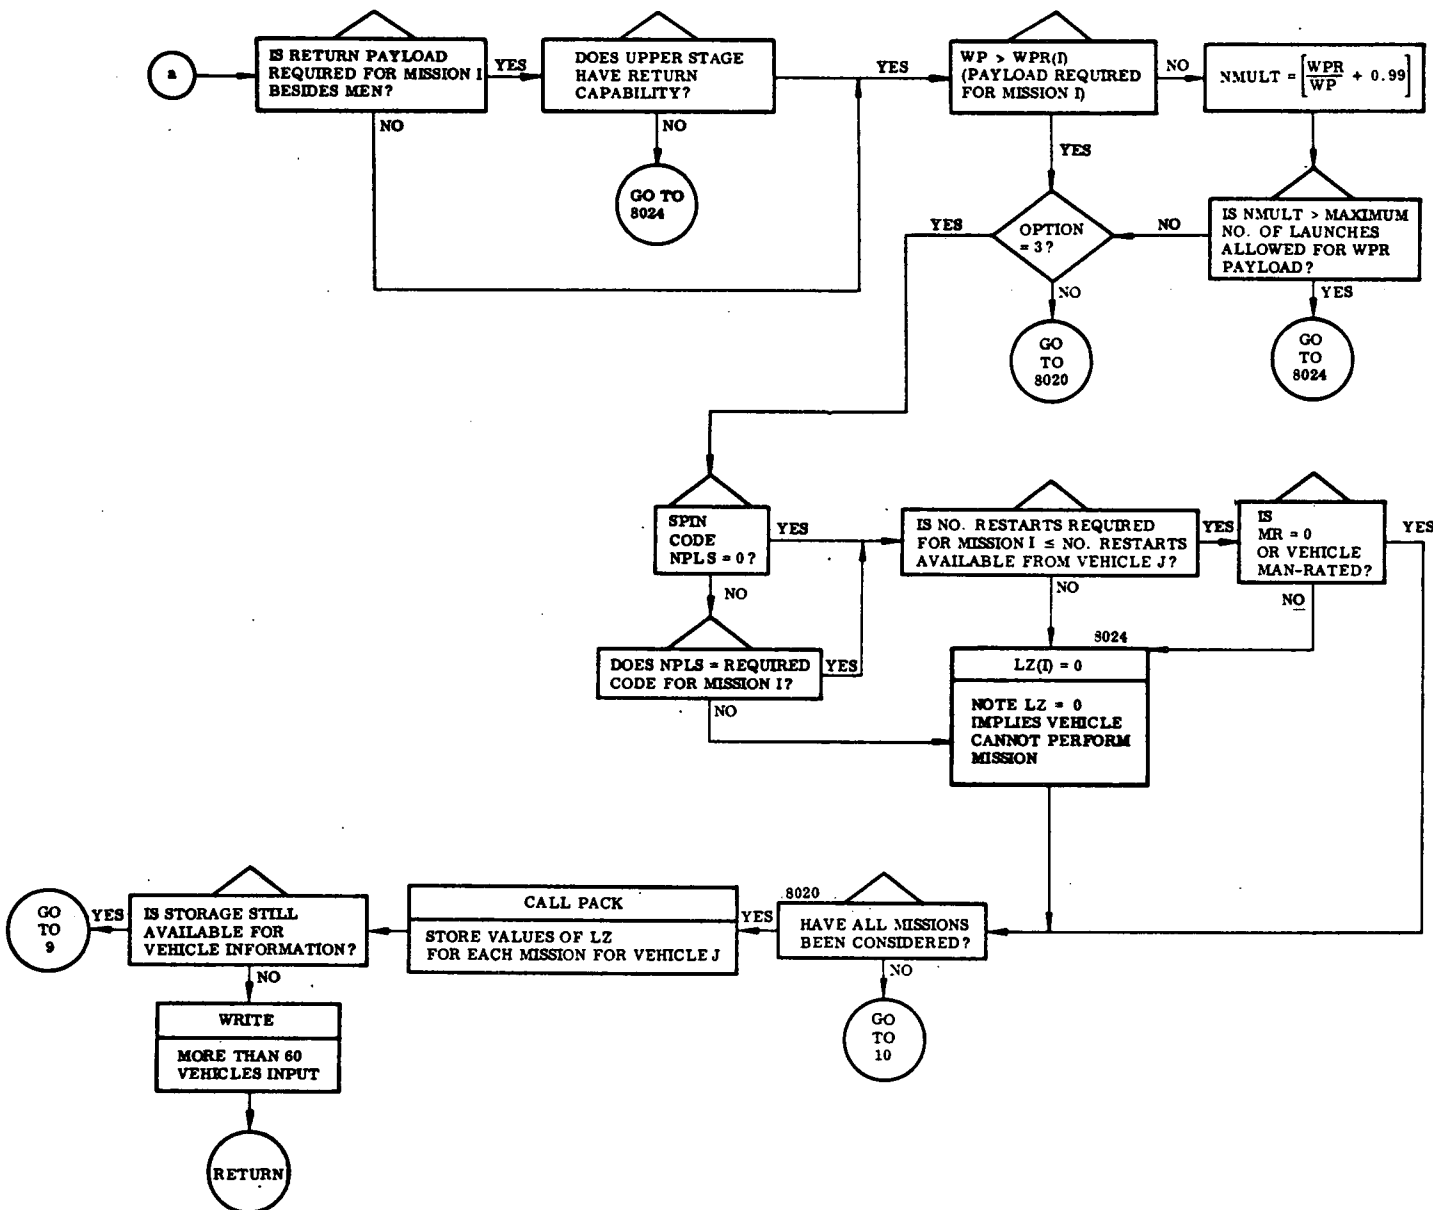 a
IS RETURN PAYLOAD
REQUIRED FOR MISSION I
BESIDES MEN?
YES
NO
DOES UPPER STAGE
HAVE RETURN
CAPABILITY?
YES
NO
GO TO
8024
WP > WPR(I)
(PAYLOAD REQUIRED
FOR MISSION I)
NO
YES
NMULT = [WPR/WP + 0.99]
IS NMULT > MAXIMUM
NO. OF LAUNCHES
ALLOWED FOR WPR
PAYLOAD?
NO
YES
GO
TO
8024
OPTION
= 3?
YES
NO
GO
TO
8020
SPIN
CODE
NPLS = 0?
YES
NO
DOES NPLS = REQUIRED
CODE FOR MISSION I?
YES
NO
IS NO. RESTARTS REQUIRED
FOR MISSION I ≤ NO. RESTARTS
AVAILABLE FROM VEHICLE J?
YES
NO
IS
MR = 0
OR VEHICLE
MAN-RATED?
YES
NO
8024
LZ(I) = 0
NOTE LZ = 0
IMPLIES VEHICLE
CANNOT PERFORM
MISSION
8020
HAVE ALL MISSIONS
BEEN CONSIDERED?
YES
NO
GO
TO
10
CALL PACK
STORE VALUES OF LZ
FOR EACH MISSION FOR VEHICLE J
IS STORAGE STILL
AVAILABLE FOR
VEHICLE INFORMATION?
YES
GO
TO
9
NO
WRITE
MORE THAN 60
VEHICLES INPUT
RETURN